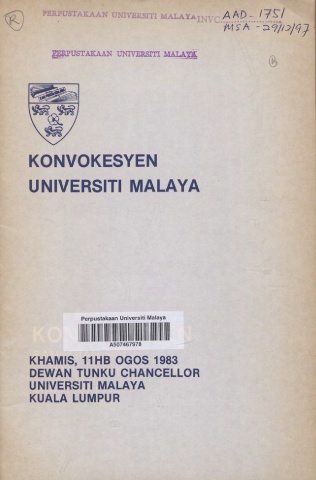 R
PERPUSTAKAAN UNIVERSITI MALAYA
AAD - 1751
MSA - 29/12/97
PERPUSTAKAAN UNIVERSITI MALAYA
KONVOKESYEN
UNIVERSITI MALAYA
Perpustakaan Universiti Malaya
A507467978
KHAMIS, 11HB OGOS 1983
DEWAN TUNKU CHANCELLOR
UNIVERSITI MALAYA
KUALA LUMPUR